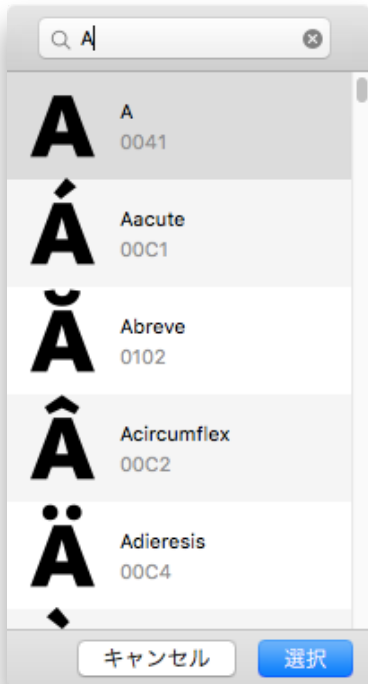 A
A
A
0041
Á
Aacute
00C1
Ă
Abreve
0102
Â
Acircumflex
00C2
Ä
Adieresis
00C4
キャンセル
選択